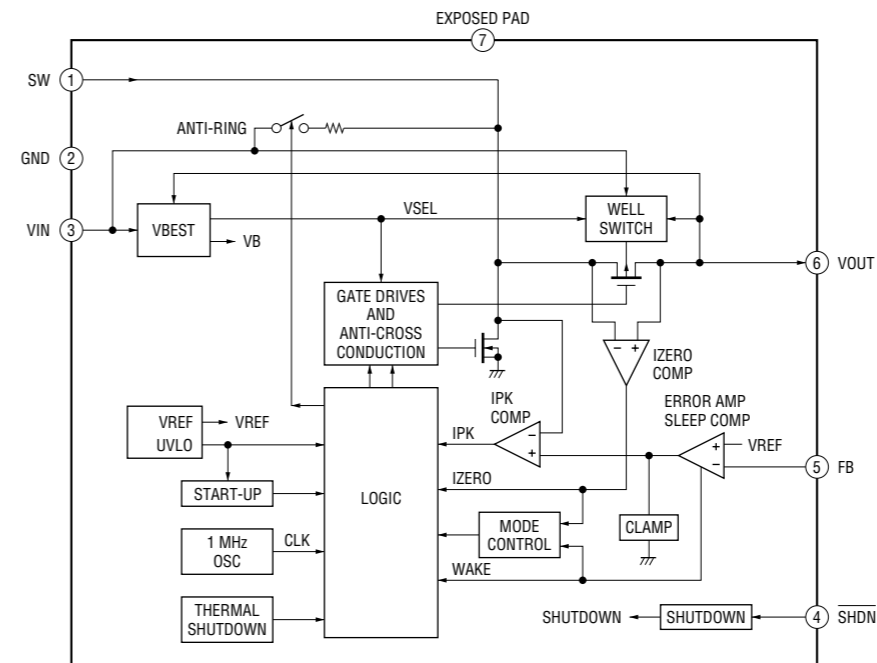 EXPOSED PAD
7
SW 1
ANTI-RING
GND 2
VIN 3
VBEST
VB
VSEL
WELL
SWITCH
6 VOUT
GATE DRIVES
AND
ANTI-CROSS
CONDUCTION
− +
IZERO
COMP
IPK
COMP
ERROR AMP
SLEEP COMP
VREF
UVLO
VREF
IPK
−
+
+
−
VREF
5 FB
START-UP
LOGIC
IZERO
1 MHz
OSC
CLK
MODE
CONTROL
CLAMP
WAKE
THERMAL
SHUTDOWN
SHUTDOWN
SHUTDOWN
4 SHDN